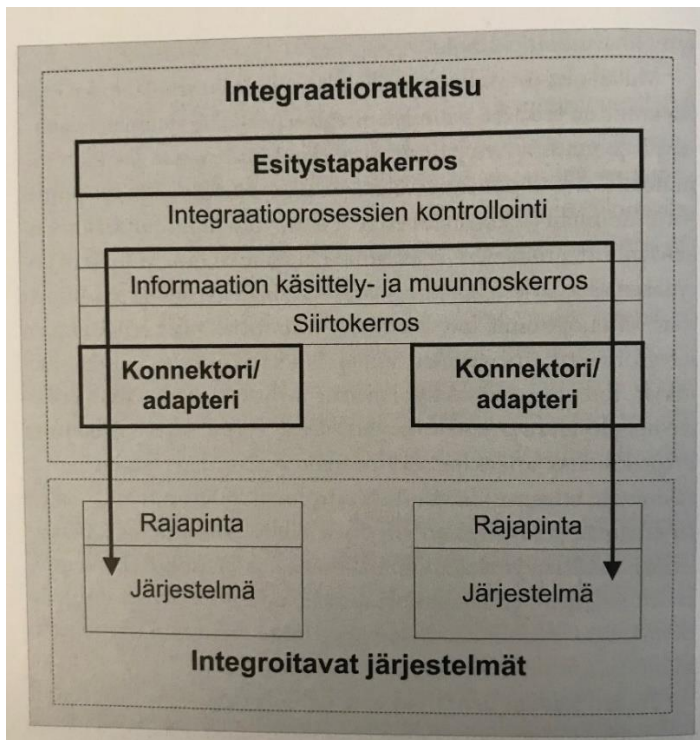 Integraatioratkaisu
Esitystapakerros
Integraatioprosessien kontrollointi
Informaation käsittely- ja muunnoskerros
Siirtokerros
Konnektori/
adapteri
Konnektori/
adapteri
Rajapinta
Järjestelmä
Rajapinta
Järjestelmä
Integroitavat järjestelmät